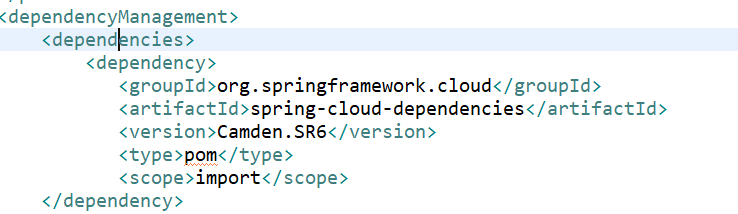 <dependencyManagement>
<dependencies>
<dependency>
<groupId>org.springframework.cloud</groupId>
<artifactId>spring-cloud-dependencies</artifactId>
<version>Camden.SR6</version>
<type>pom</type>
<scope>import</scope>
</dependency>